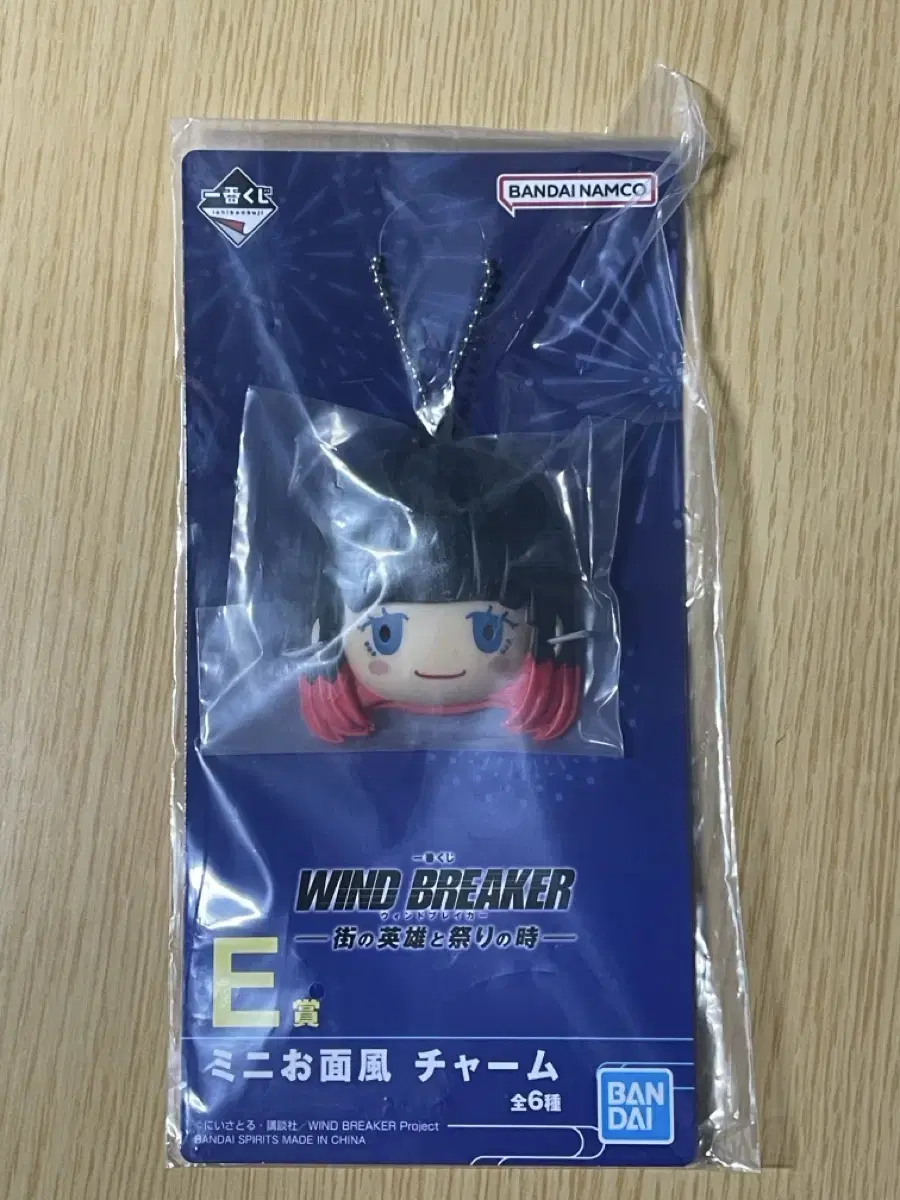 一番くじ
ichibankuji
BANDAI NAMCO
一番くじ
WIND BREAKER
ウィンドブレイカー
―街の英雄と祭りの時―
E賞
ミニお面風 チャーム
全6種
©にいさとる・講談社/WIND BREAKER Project
BANDAI SPIRITS MADE IN CHINA
BAN
DAI